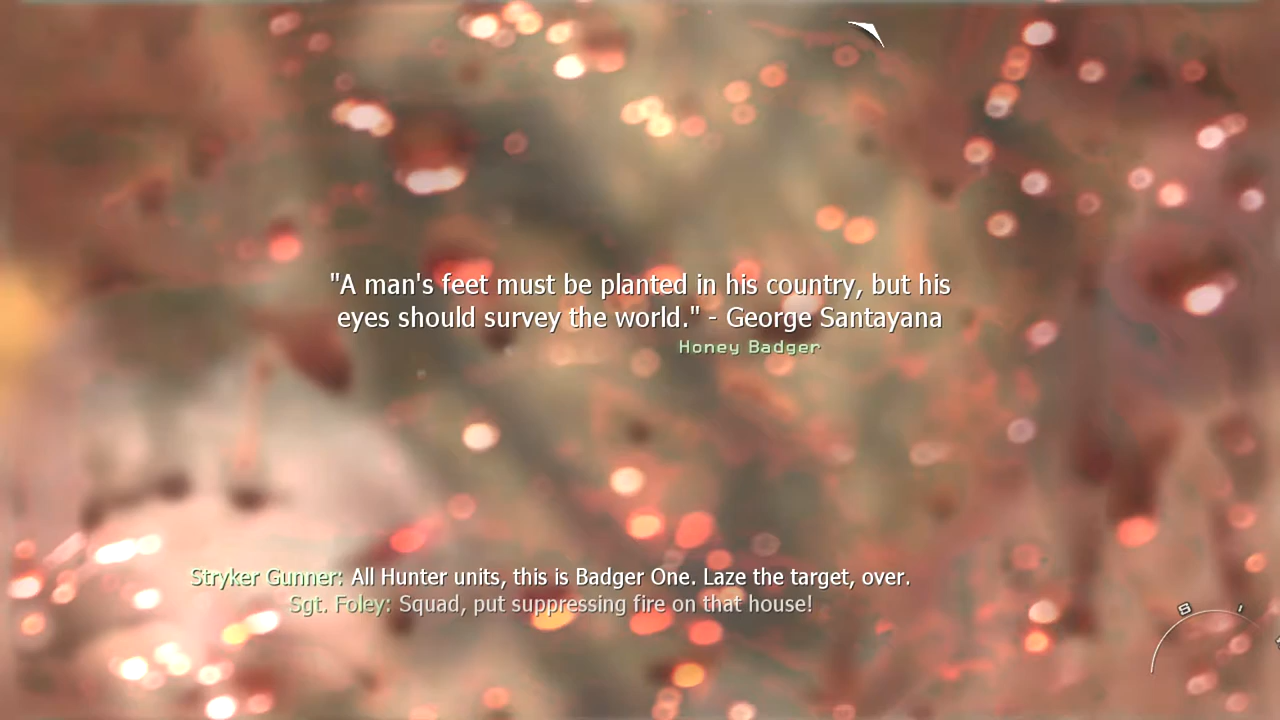 "A man's feet must be planted in his country, but his
eyes should survey the world." - George Santayana
Honey Badger
Stryker Gunner: All Hunter units, this is Badger One. Laze the target, over.
Sgt. Foley: Squad, put suppressing fire on that house!
S